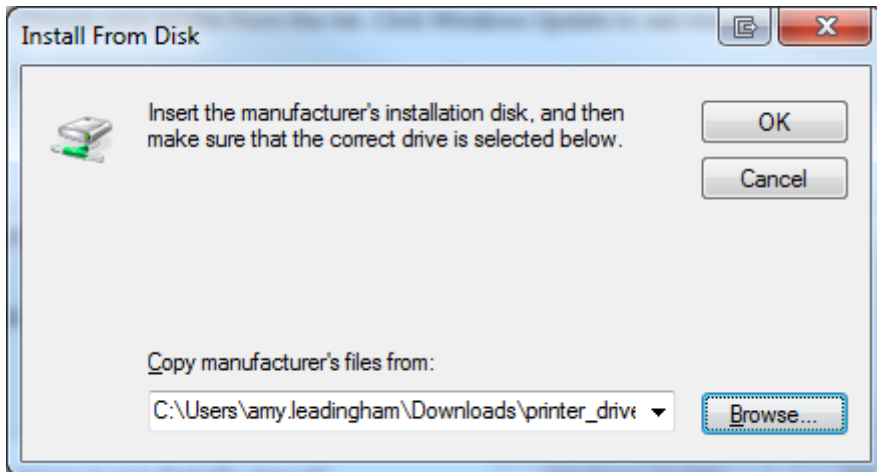 Install From Disk
Insert the manufacturer's installation disk, and then
make sure that the correct drive is selected below.
OK
Cancel
Copy manufacturer's files from:
C:\Users\amy.leadingham\Downloads\printer_drive
Browse...